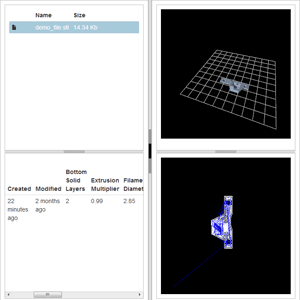 Name Size
demo_file.stl 14.34 Kb
Bottom
Solid Extrusion Filame
Created Modified Layers Multiplier Diamet
22 2 months 2 0.99 2.85
minutes ago
ago